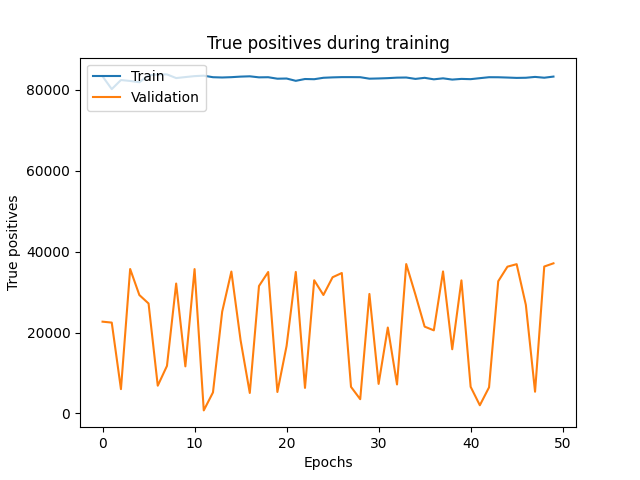 True positives during training
Train
Validation
80000
60000
40000
20000
0
True positives
0 10 20 30 40 50
Epochs